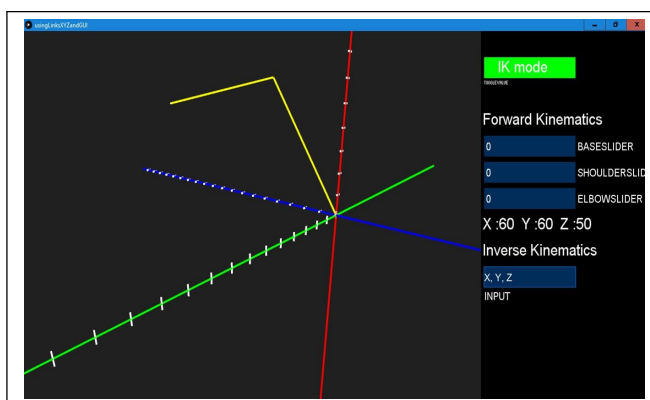 usingLinksXYZandGUI
IK mode
Forward Kinematics
0 BASESLIDER
0 SHOULDERSLID
0 ELBOWSLIDER
X :60 Y :60 Z :50
Inverse Kinematics
X, Y, Z
INPUT